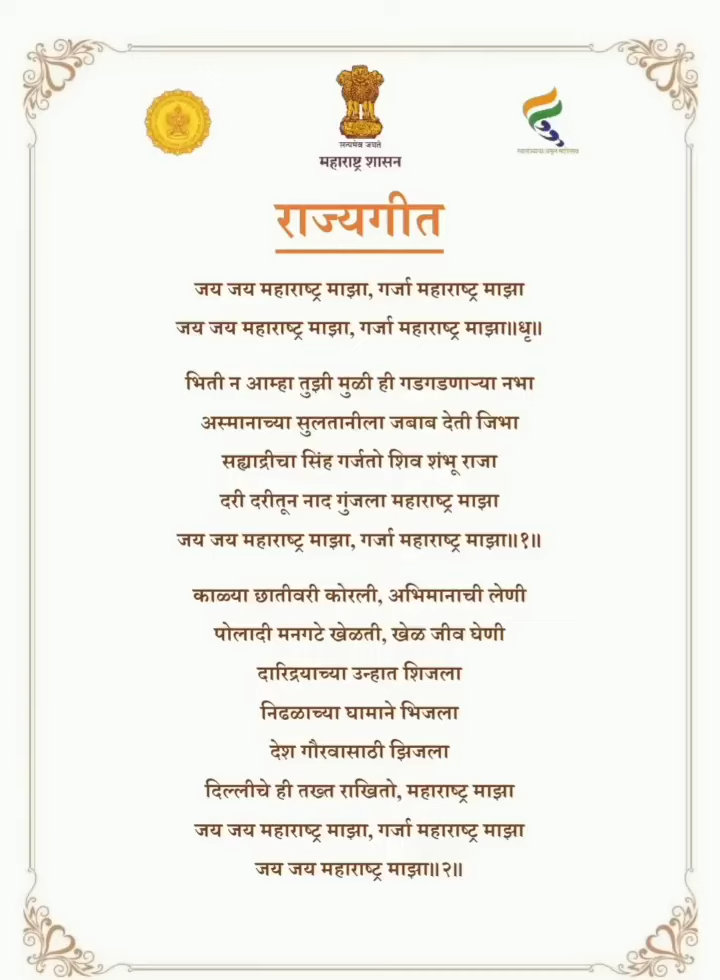 सत्यमेव जयते
महाराष्ट्र शासन
राज्यगीत
जय जय महाराष्ट्र माझा, गर्जा महाराष्ट्र माझा
जय जय महाराष्ट्र माझा, गर्जा महाराष्ट्र माझा॥धृ॥
भिती न आम्हा तुझी मुळी ही गडगडणाऱ्या नभा
अस्मानाच्या सुलतानीला जबाब देती जिभा
सह्याद्रीचा सिंह गर्जतो शिव शंभू राजा
दरी दरीतून नाद गुंजला महाराष्ट्र माझा
जय जय महाराष्ट्र माझा, गर्जा महाराष्ट्र माझा॥१॥
काळ्या छातीवरी कोरली, अभिमानाची लेणी
पोलादी मनगटे खेळती, खेळ जीव घेणी
दारिद्रयाच्या उन्हात शिजला
निढळाच्या घामाने भिजला
देश गौरवासाठी झिजला
दिल्लीचे ही तख्त राखितो, महाराष्ट्र माझा
जय जय महाराष्ट्र माझा, गर्जा महाराष्ट्र माझा
जय जय महाराष्ट्र माझा॥२॥